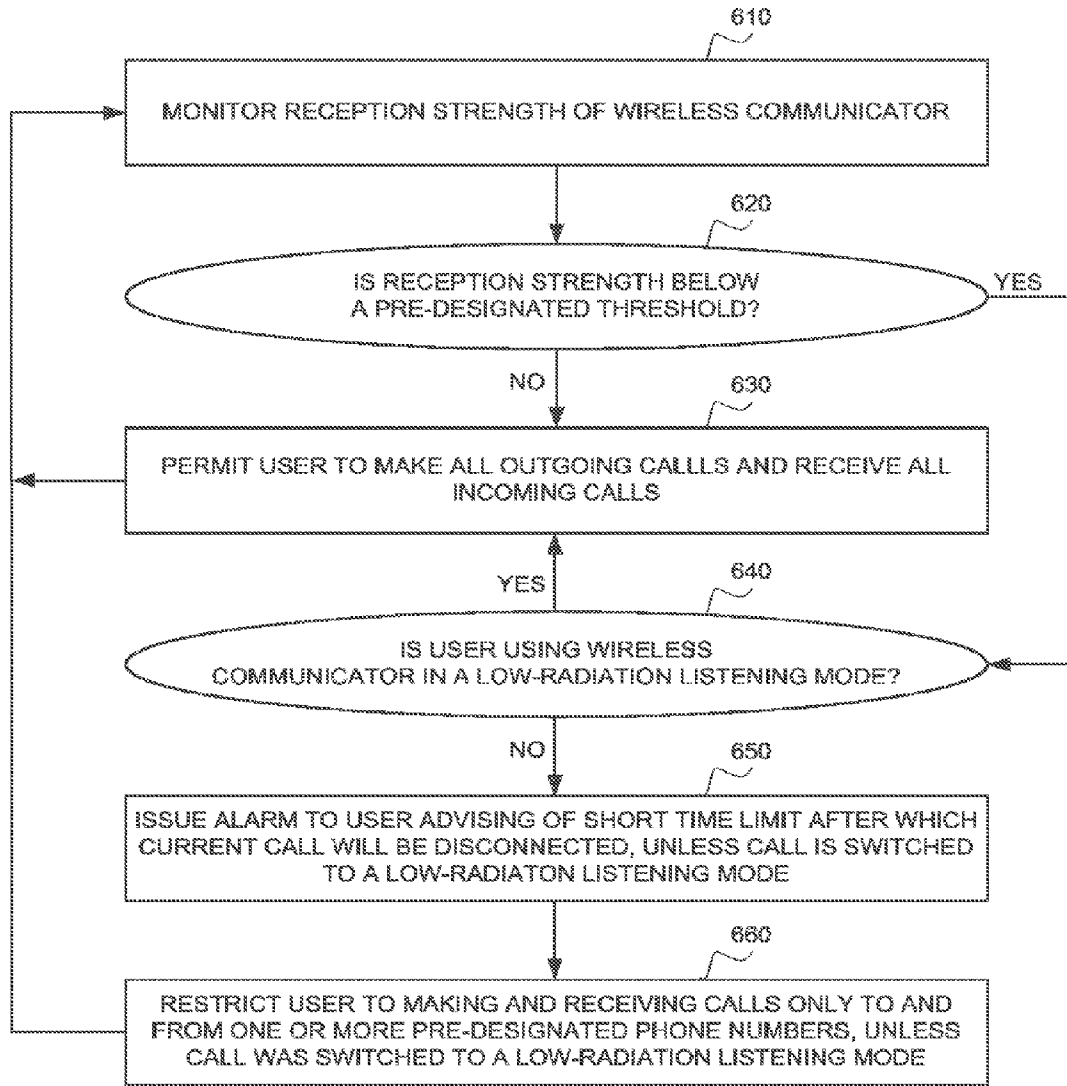 610
MONITOR RECEPTION STRENGTH OF WIRELESS COMMUNICATOR
620
IS RECEPTION STRENGTH BELOW
A PRE-DESIGNATED THRESHOLD?
YES
NO
630
PERMIT USER TO MAKE ALL OUTGOING CALLLS AND RECEIVE ALL
INCOMING CALLS
YES
640
IS USER USING WIRELESS
COMMUNICATOR IN A LOW-RADIATION LISTENING MODE?
NO
650
ISSUE ALARM TO USER ADVISING OF SHORT TIME LIMIT AFTER WHICH
CURRENT CALL WILL BE DISCONNECTED, UNLESS CALL IS SWITCHED
TO A LOW-RADIATON LISTENING MODE
660
RESTRICT USER TO MAKING AND RECEIVING CALLS ONLY TO AND
FROM ONE OR MORE PRE-DESIGNATED PHONE NUMBERS, UNLESS
CALL WAS SWITCHED TO A LOW-RADIATION LISTENING MODE